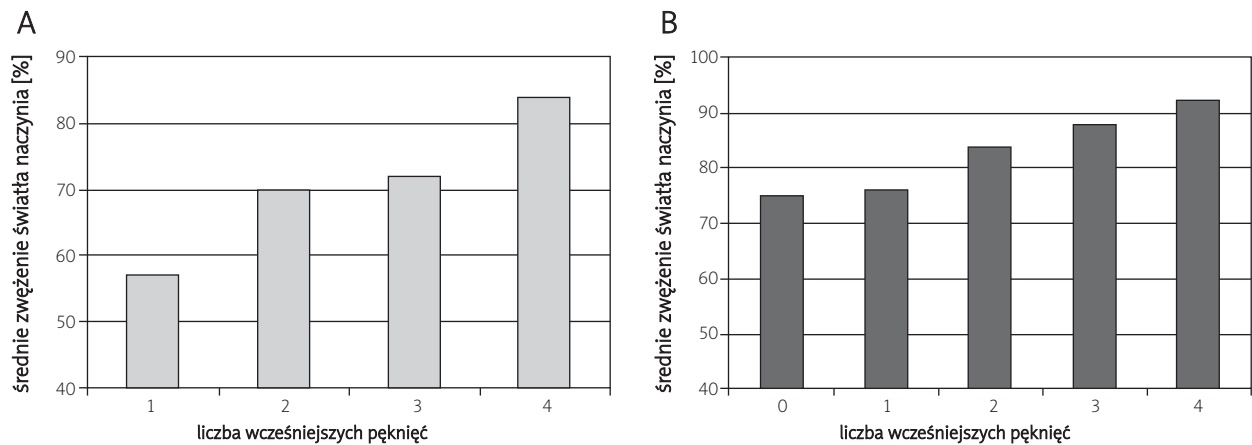 A
średnie zwężenie światła naczynia [%]
90
80
70
60
50
40
1 2 3 4
liczba wcześniejszych pęknięć
B
średnie zwężenie światła naczynia [%]
100
90
80
70
60
50
40
0 1 2 3 4
liczba wcześniejszych pęknięć